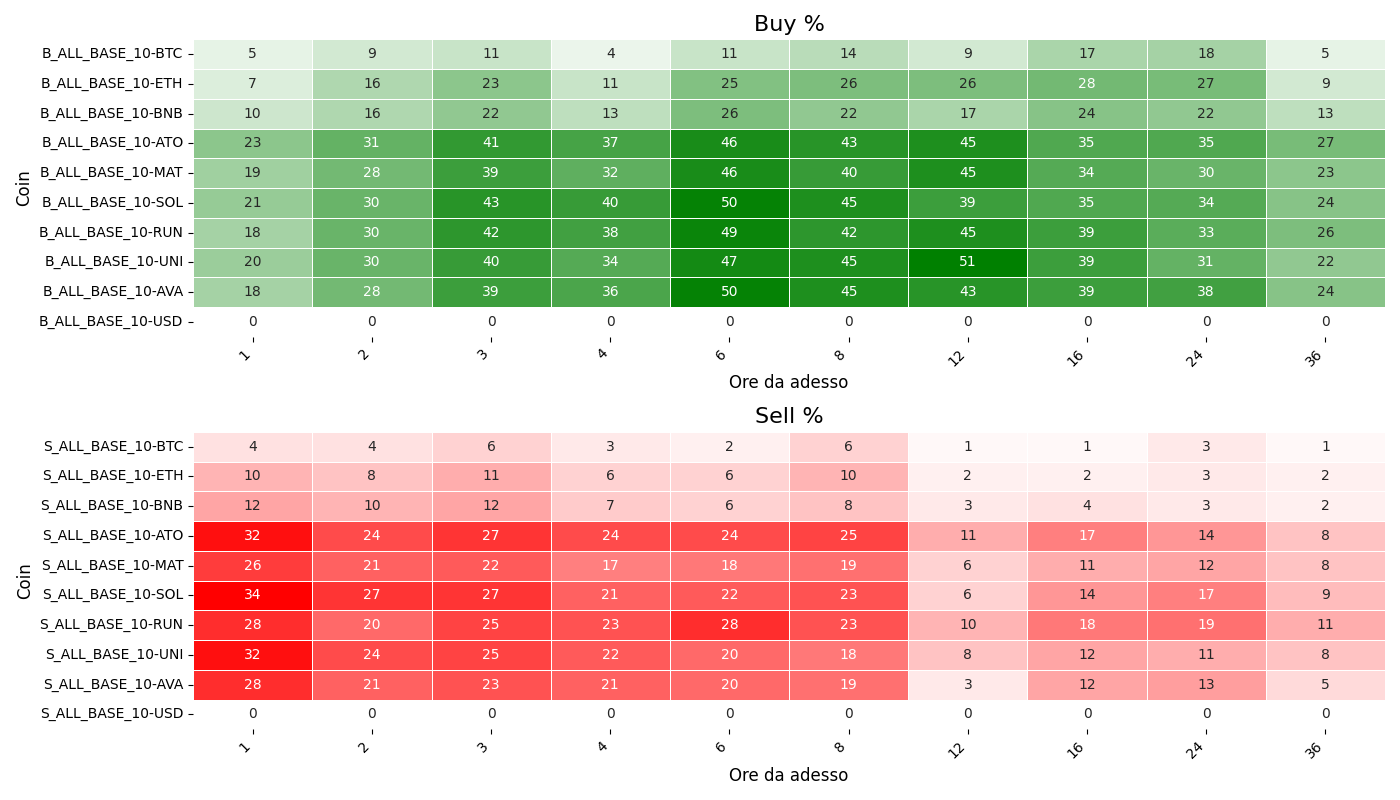 Buy %
Coin
B_ALL_BASE_10-BTC 5 9 11 4 11 14 9 17 18 5
B_ALL_BASE_10-ETH 7 16 23 11 25 26 26 28 27 9
B_ALL_BASE_10-BNB 10 16 22 13 26 22 17 24 22 13
B_ALL_BASE_10-ATO 23 31 41 37 46 43 45 35 35 27
B_ALL_BASE_10-MAT 19 28 39 32 46 40 45 34 30 23
B_ALL_BASE_10-SOL 21 30 43 40 50 45 39 35 34 24
B_ALL_BASE_10-RUN 18 30 42 38 49 42 45 39 33 26
B_ALL_BASE_10-UNI 20 30 40 34 47 45 51 39 31 22
B_ALL_BASE_10-AVA 18 28 39 36 50 45 43 39 38 24
B_ALL_BASE_10-USD 0 0 0 0 0 0 0 0 0 0
1 2 3 4 6 8 12 16 24 36
Ore da adesso
Sell %
Coin
S_ALL_BASE_10-BTC 4 4 6 3 2 6 1 1 3 1
S_ALL_BASE_10-ETH 10 8 11 6 6 10 2 2 3 2
S_ALL_BASE_10-BNB 12 10 12 7 6 8 3 4 3 2
S_ALL_BASE_10-ATO 32 24 27 24 24 25 11 17 14 8
S_ALL_BASE_10-MAT 26 21 22 17 18 19 6 11 12 8
S_ALL_BASE_10-SOL 34 27 27 21 22 23 6 14 17 9
S_ALL_BASE_10-RUN 28 20 25 23 28 23 10 18 19 11
S_ALL_BASE_10-UNI 32 24 25 22 20 18 8 12 11 8
S_ALL_BASE_10-AVA 28 21 23 21 20 19 3 12 13 5
S_ALL_BASE_10-USD 0 0 0 0 0 0 0 0 0 0
1 2 3 4 6 8 12 16 24 36
Ore da adesso